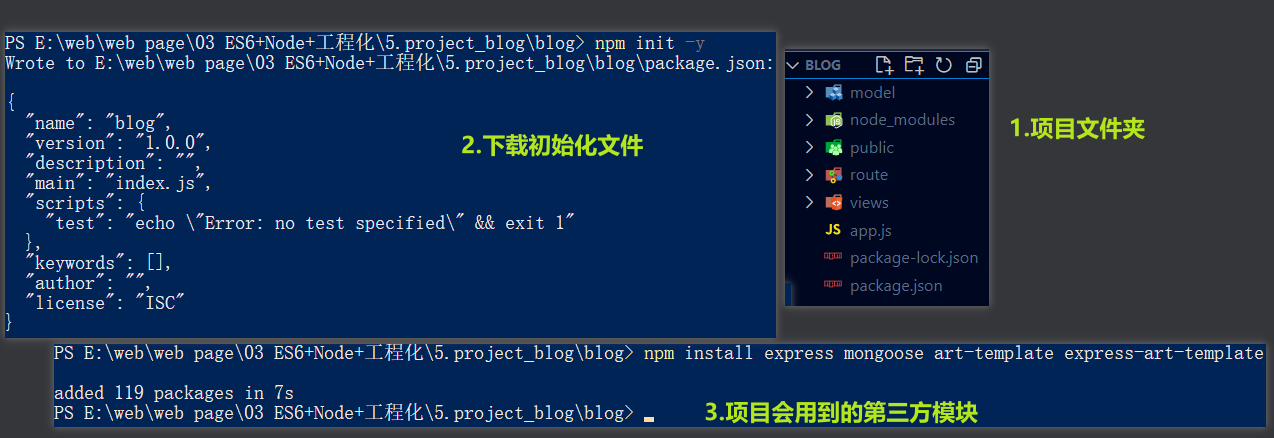 PS E:\web\web page\03 ES6+Node+工程化\5.project_blog\blog> npm init -y
Wrote to E:\web\web page\03 ES6+Node+工程化\5.project_blog\blog\package.json:
{
"name": "blog",
"version": "1.0.0",
"description": "",
"main": "index.js",
"scripts": {
"test": "echo \"Error: no test specified\" && exit 1"
},
"keywords": [],
"author": "",
"license": "ISC"
}
2.下载初始化文件
BLOG
model
node_modules
public
route
views
JS app.js
package-lock.json
package.json
1.项目文件夹
PS E:\web\web page\03 ES6+Node+工程化\5.project_blog\blog> npm install express mongoose art-template express-art-template
added 119 packages in 7s
PS E:\web\web page\03 ES6+Node+工程化\5.project_blog\blog>
3.项目会用到的第三方模块